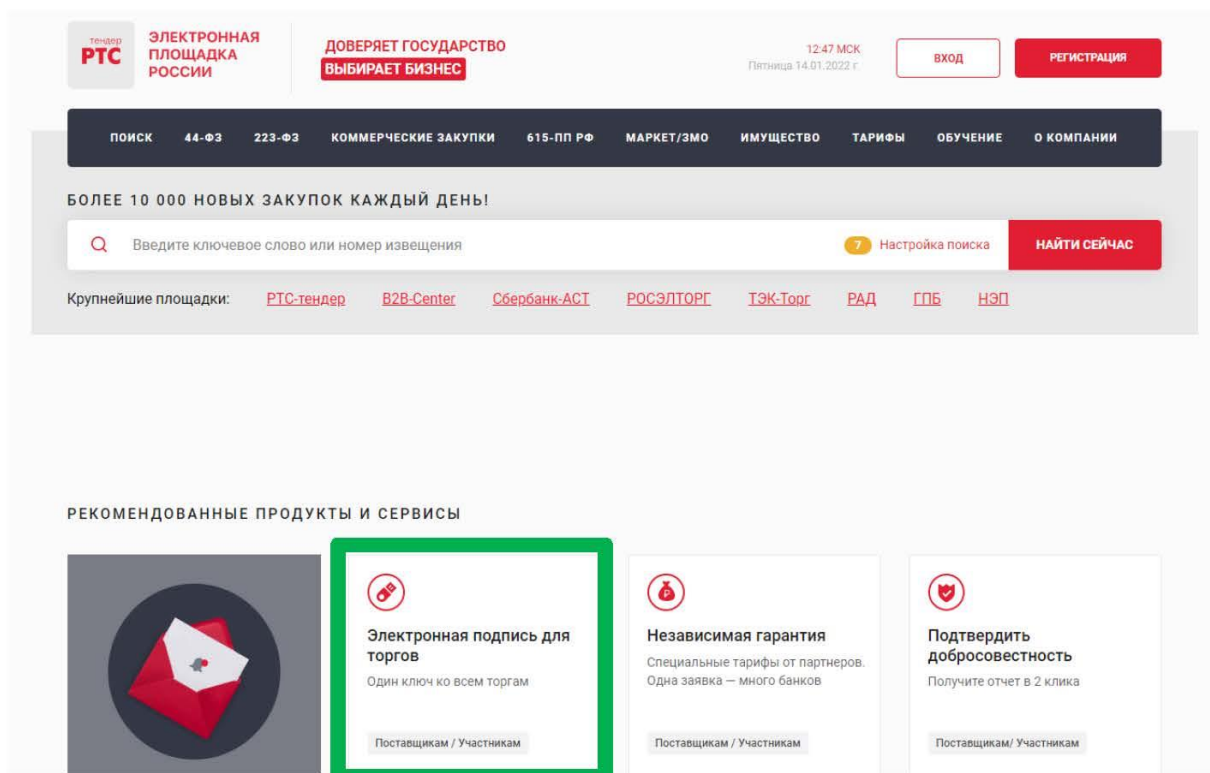 тендер
РТС
ЭЛЕКТРОННАЯ
ПЛОЩАДКА
РОССИИ
ДОВЕРЯЕТ ГОСУДАРСТВО
ВЫБИРАЕТ БИЗНЕС
12:47 МСК
Пятница 14.01.2022 г.
ВХОД
РЕГИСТРАЦИЯ
ПОИСК 44-ФЗ 223-ФЗ КОММЕРЧЕСКИЕ ЗАКУПКИ 615-ПП РФ МАРКЕТ/ЗМО ИМУЩЕСТВО ТАРИФЫ ОБУЧЕНИЕ О КОМПАНИИ
БОЛЕЕ 10 000 НОВЫХ ЗАКУПОК КАЖДЫЙ ДЕНЬ!
Введите ключевое слово или номер извещения 7 Настройка поиска НАЙТИ СЕЙЧАС
Крупнейшие площадки: РТС-тендер B2B-Center Сбербанк-АСТ РОСЭЛТОРГ ТЭК-Торг РАД ГПБ НЭП
РЕКОМЕНДОВАННЫЕ ПРОДУКТЫ И СЕРВИСЫ
Электронная подпись для
торгов
Один ключ ко всем торгам
Поставщикам / Участникам
Независимая гарантия
Специальные тарифы от партнеров.
Одна заявка — много банков
Поставщикам / Участникам
Подтвердить
добросовестность
Получите отчет в 2 клика
Поставщикам/ Участникам